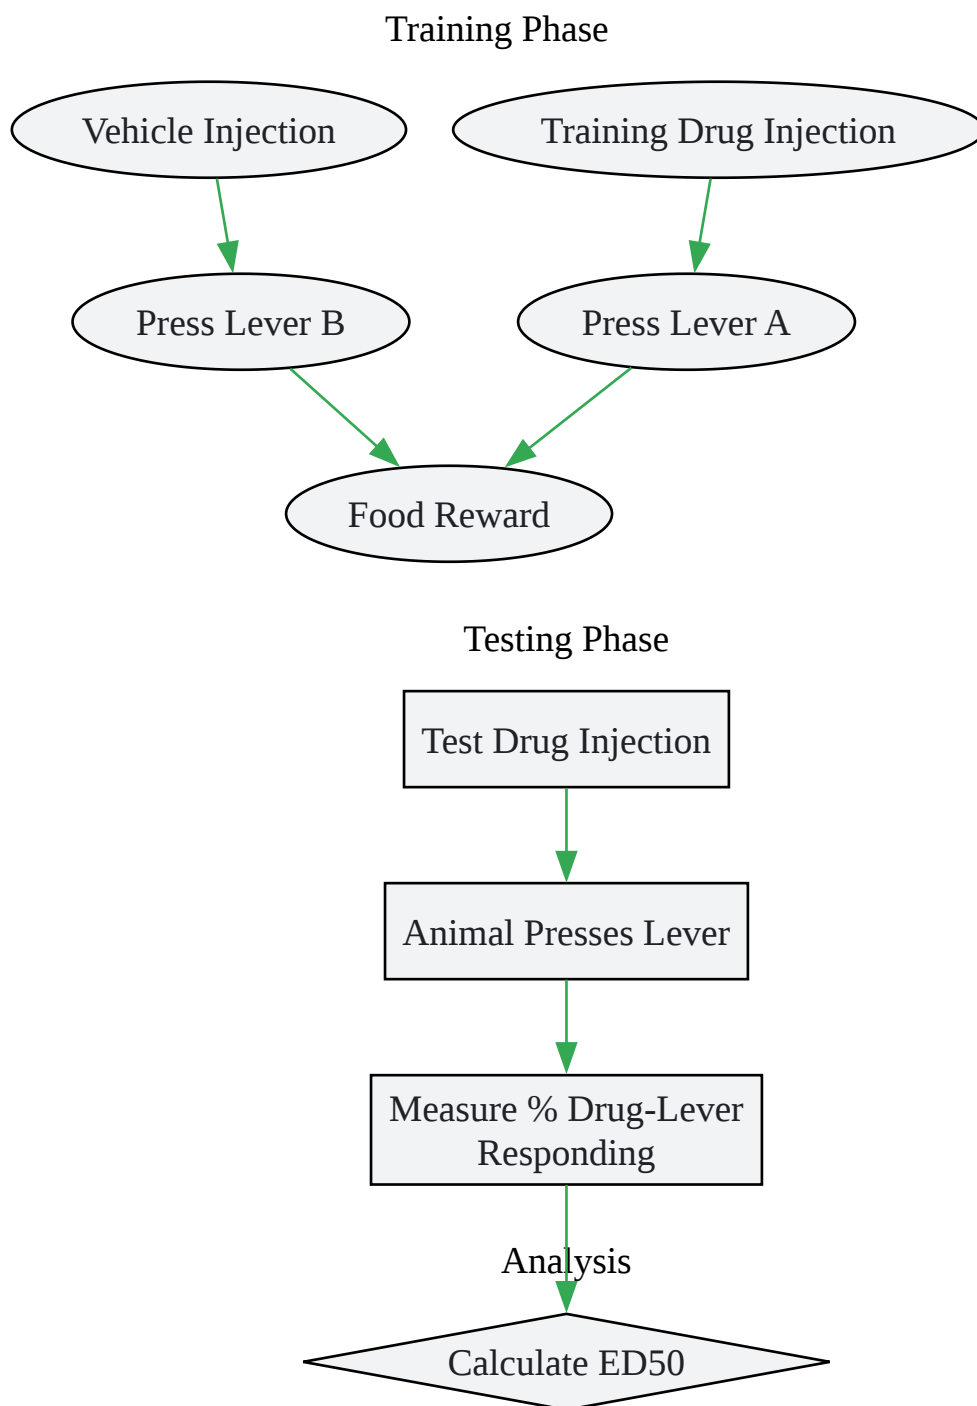 Training Phase
Vehicle Injection
Training Drug Injection
Press Lever B
Press Lever A
Food Reward
Testing Phase
Test Drug Injection
Animal Presses Lever
Measure % Drug-Lever
Responding
Analysis
Calculate ED50